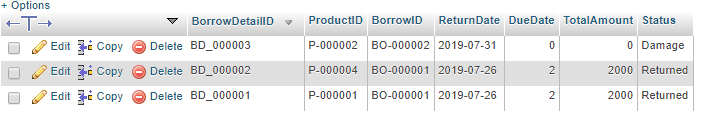 + Options
←T→ BorrowDetailID ProductID BorrowID ReturnDate DueDate TotalAmount Status
Edit Copy Delete BD_000003 P-000002 BO-000002 2019-07-31 0 0 Damage
Edit Copy Delete BD_000002 P-000004 BO-000001 2019-07-26 2 2000 Returned
Edit Copy Delete BD_000001 P-000001 BO-000001 2019-07-26 2 2000 Returned